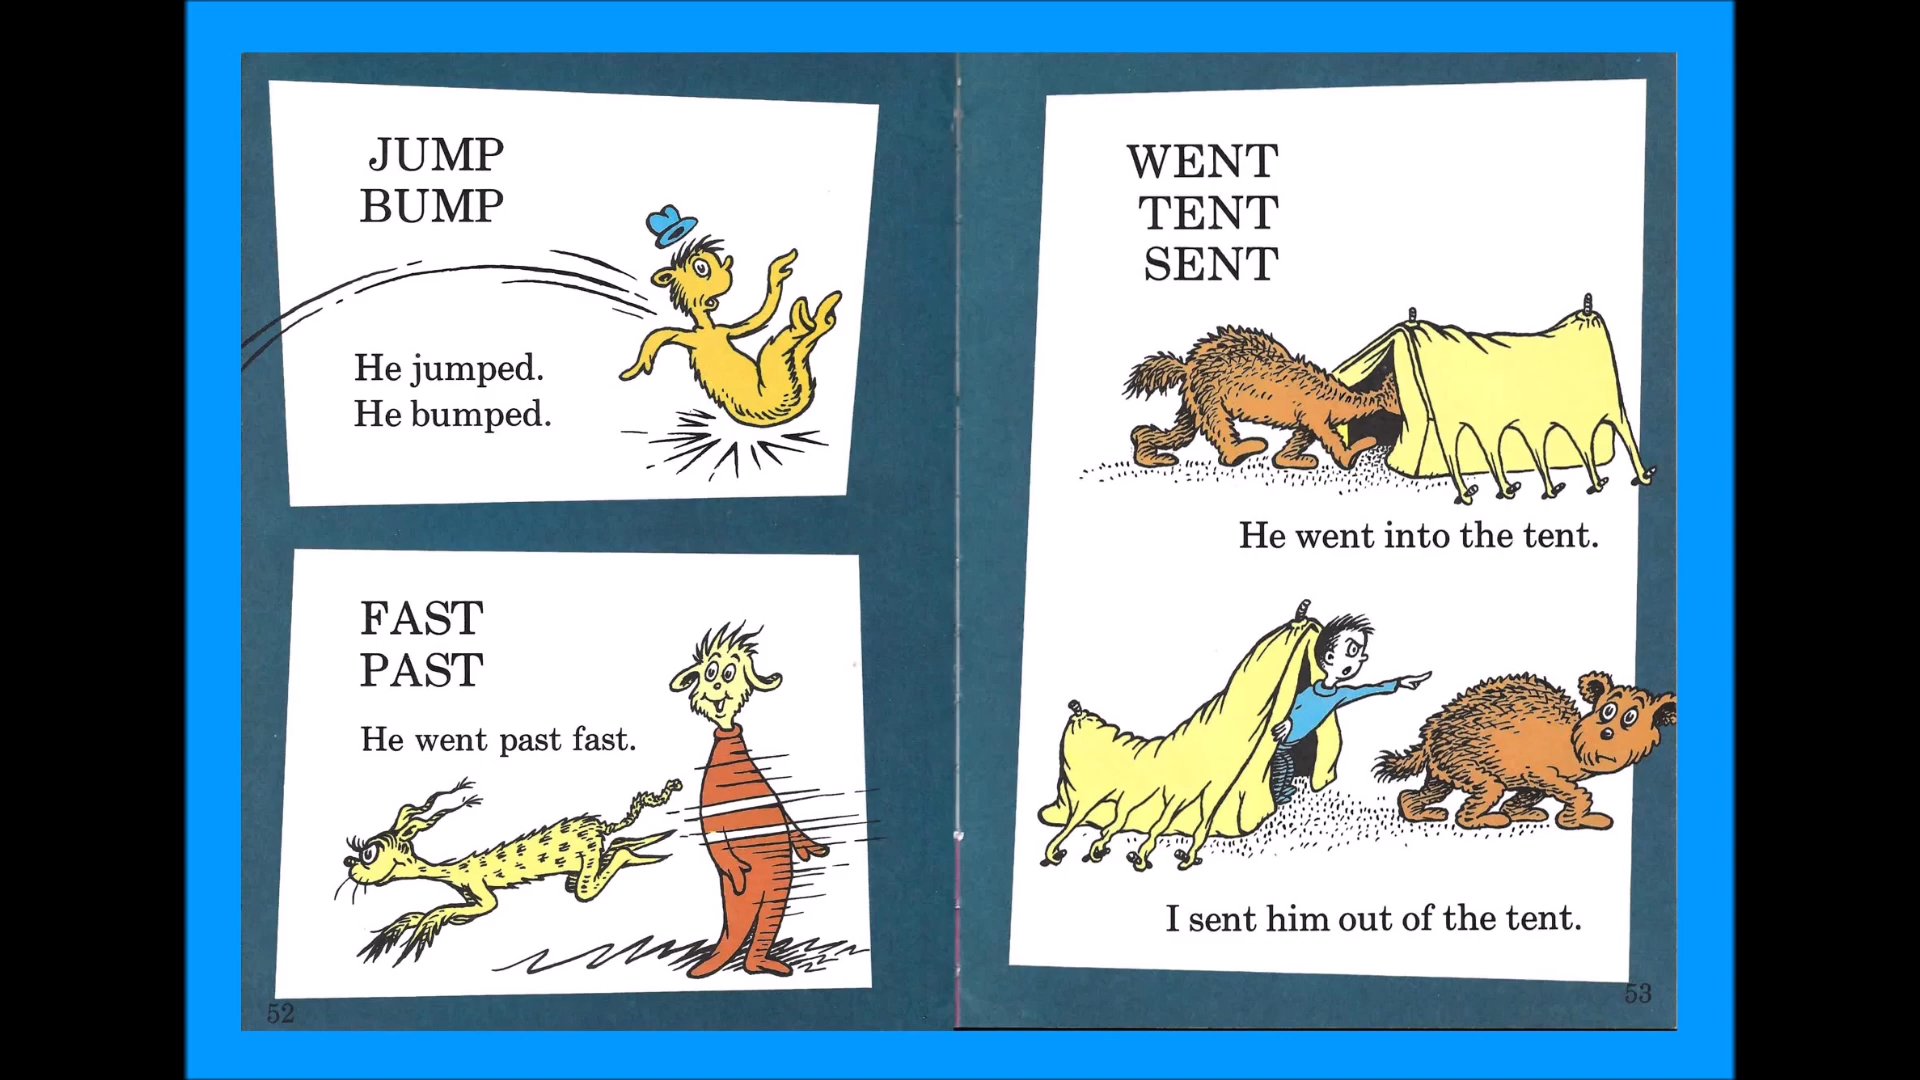 JUMP
BUMP
He jumped.
He bumped.
FAST
PAST
He went past fast.
52
WENT
TENT
SENT
He went into the tent.
I sent him out of the tent.
53